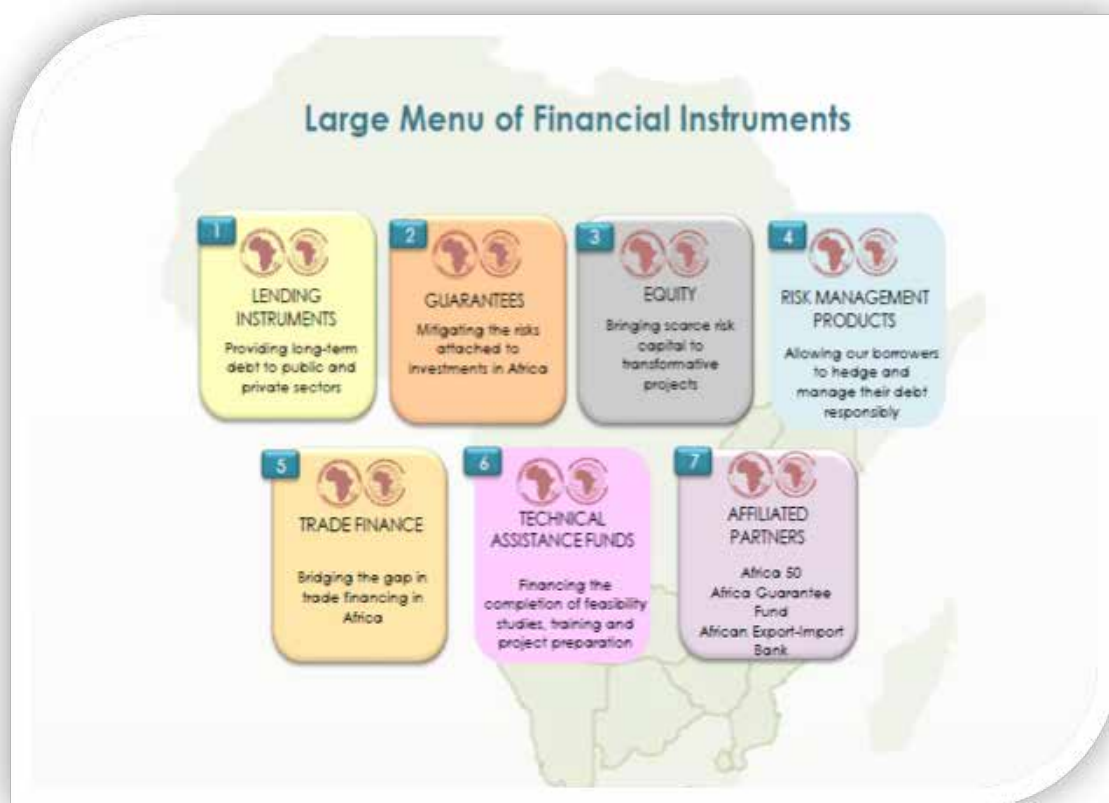 Large Menu of Financial Instruments
1
LENDING
INSTRUMENTS
Providing long-term
debt to public and
private sectors
2
GUARANTEES
Mitigating the risks
attached to
investments in Africa
3
EQUITY
Bringing scarce risk
capital to
transformative
projects
4
RISK MANAGEMENT
PRODUCTS
Allowing our borrowers
to hedge and
manage their debt
responsibly
5
TRADE FINANCE
Bridging the gap in
trade financing in
Africa
6
TECHNICAL
ASSISTANCE FUNDS
Financing the
completion of feasibility
studies, training and
project preparation
7
AFFILIATED
PARTNERS
Africa 50
Africa Guarantee
Fund
African Export-Import
Bank